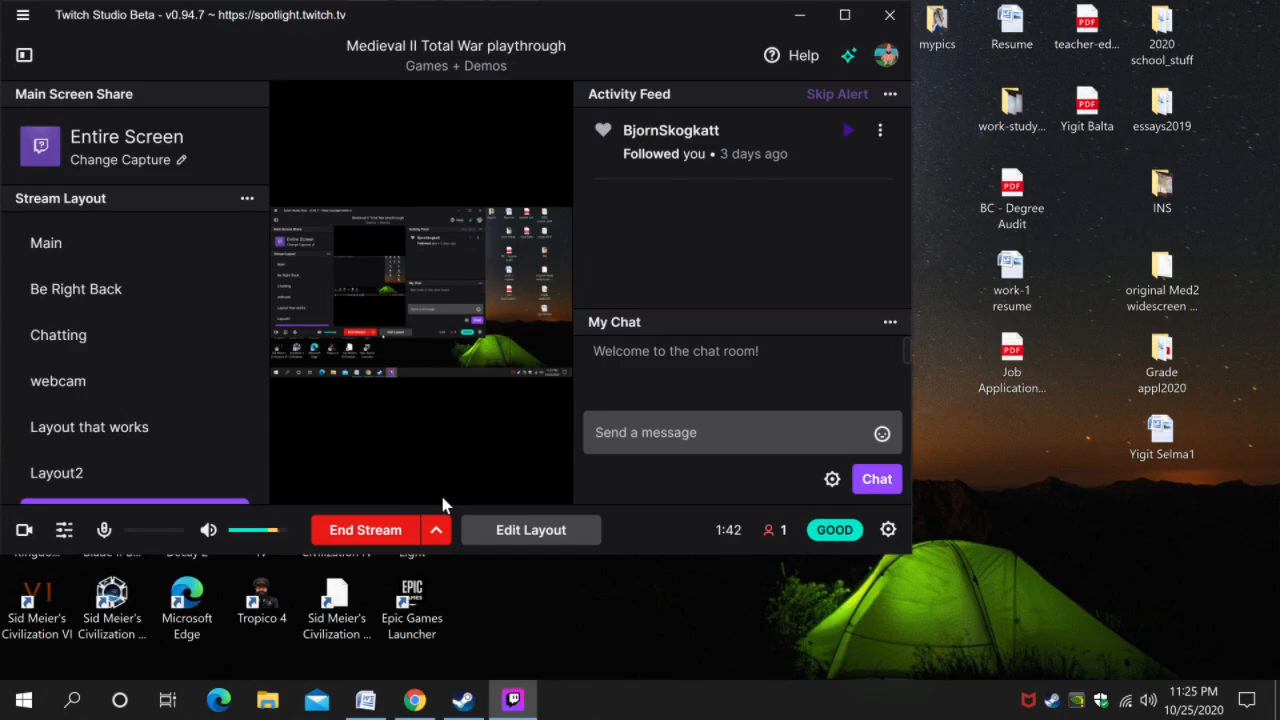 Twitch Studio Beta - v0.94.7 ~ https://spotlight.twitch.tv
Medieval II Total War playthrough
Games + Demos
Help
Main Screen Share
Entire Screen
Change Capture
Stream Layout
Main
Be Right Back
Chatting
webcam
Layout that works
Layout2
Activity Feed
Skip Alert
BjornSkogkatt
Followed you • 3 days ago
My Chat
Welcome to the chat room!
Send a message
Chat
End Stream
Edit Layout
1:42
1
GOOD
mypics
Resume
teacher-ed...
2020
school_stuff
work-study...
Yigit Balta
essays2019
PDF
BC - Degree
Audit
INS
work-1
resume
original Med2
widescreen ...
PDF
Job
Application...
Grade
appl2020
Yigit Selma1
Sid Meier's
Civilization VI
Sid Meier's
Civilization ...
Microsoft
Edge
Tropico 4
Sid Meier's
Civilization ...
EPIC
GAMES
Epic Games
Launcher
11:25 PM
10/25/2020